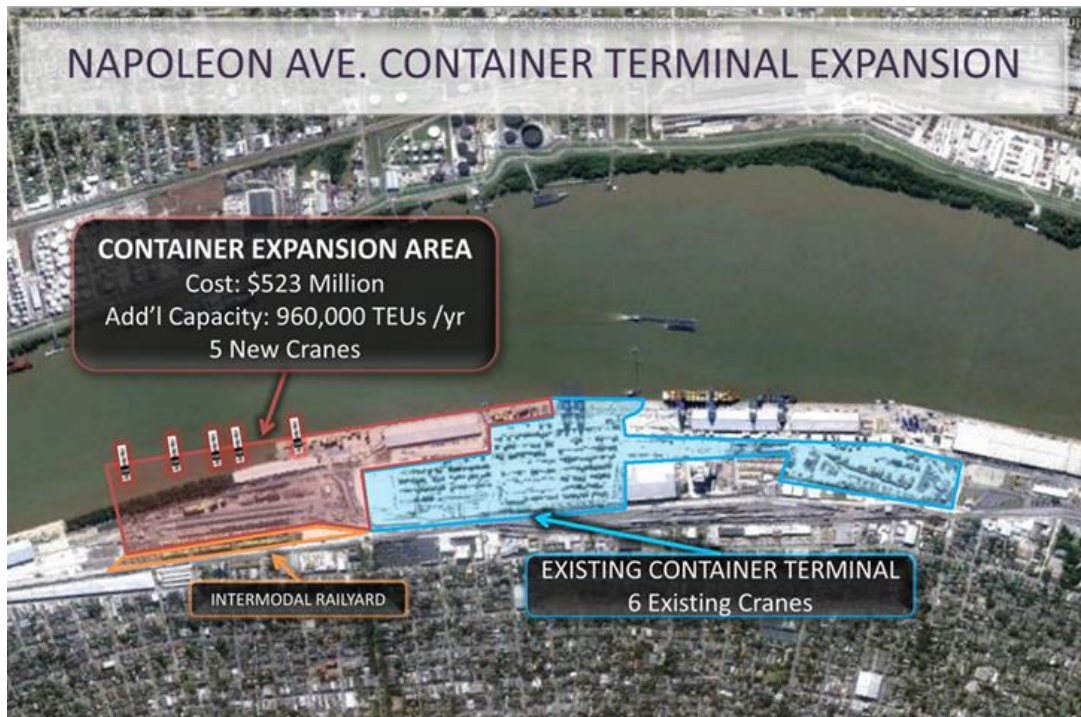 NAPOLEON AVE. CONTAINER TERMINAL EXPANSION
CONTAINER EXPANSION AREA
Cost: $523 Million
Add'l Capacity: 960,000 TEUs /yr
5 New Cranes
INTERMODAL RAILYARD
EXISTING CONTAINER TERMINAL
6 Existing Cranes